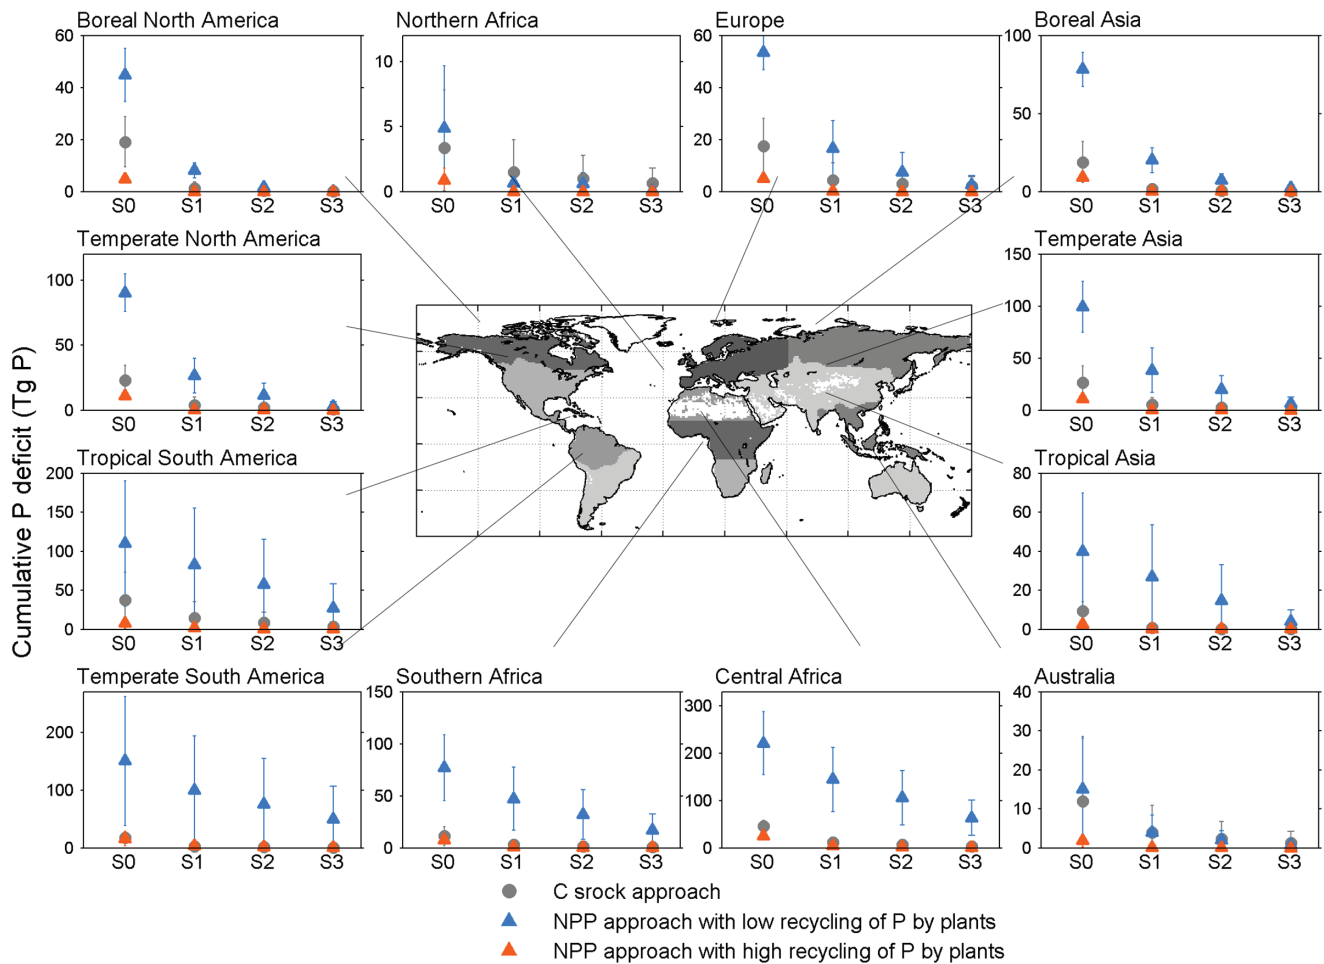 Boreal North America
Northern Africa
Europe
Boreal Asia
60
40
20
0
S0 S1 S2 S3
10
5
0
S0 S1 S2 S3
60
40
20
0
S0 S1 S2 S3
100
50
0
S0 S1 S2 S3
Temperate North America
100
50
0
S0 S1 S2 S3
Temperate Asia
150
100
50
0
S0 S1 S2 S3
Cumulative P deficit (Tg P)
Tropical South America
200
150
100
50
0
S0 S1 S2 S3
Tropical Asia
80
60
40
20
0
S0 S1 S2 S3
Temperate South America
200
100
0
S0 S1 S2 S3
Southern Africa
150
100
50
0
S0 S1 S2 S3
Central Africa
300
200
100
0
S0 S1 S2 S3
Australia
40
30
20
10
0
S0 S1 S2 S3
C srock approach
NPP approach with low recycling of P by plants
NPP approach with high recycling of P by plants